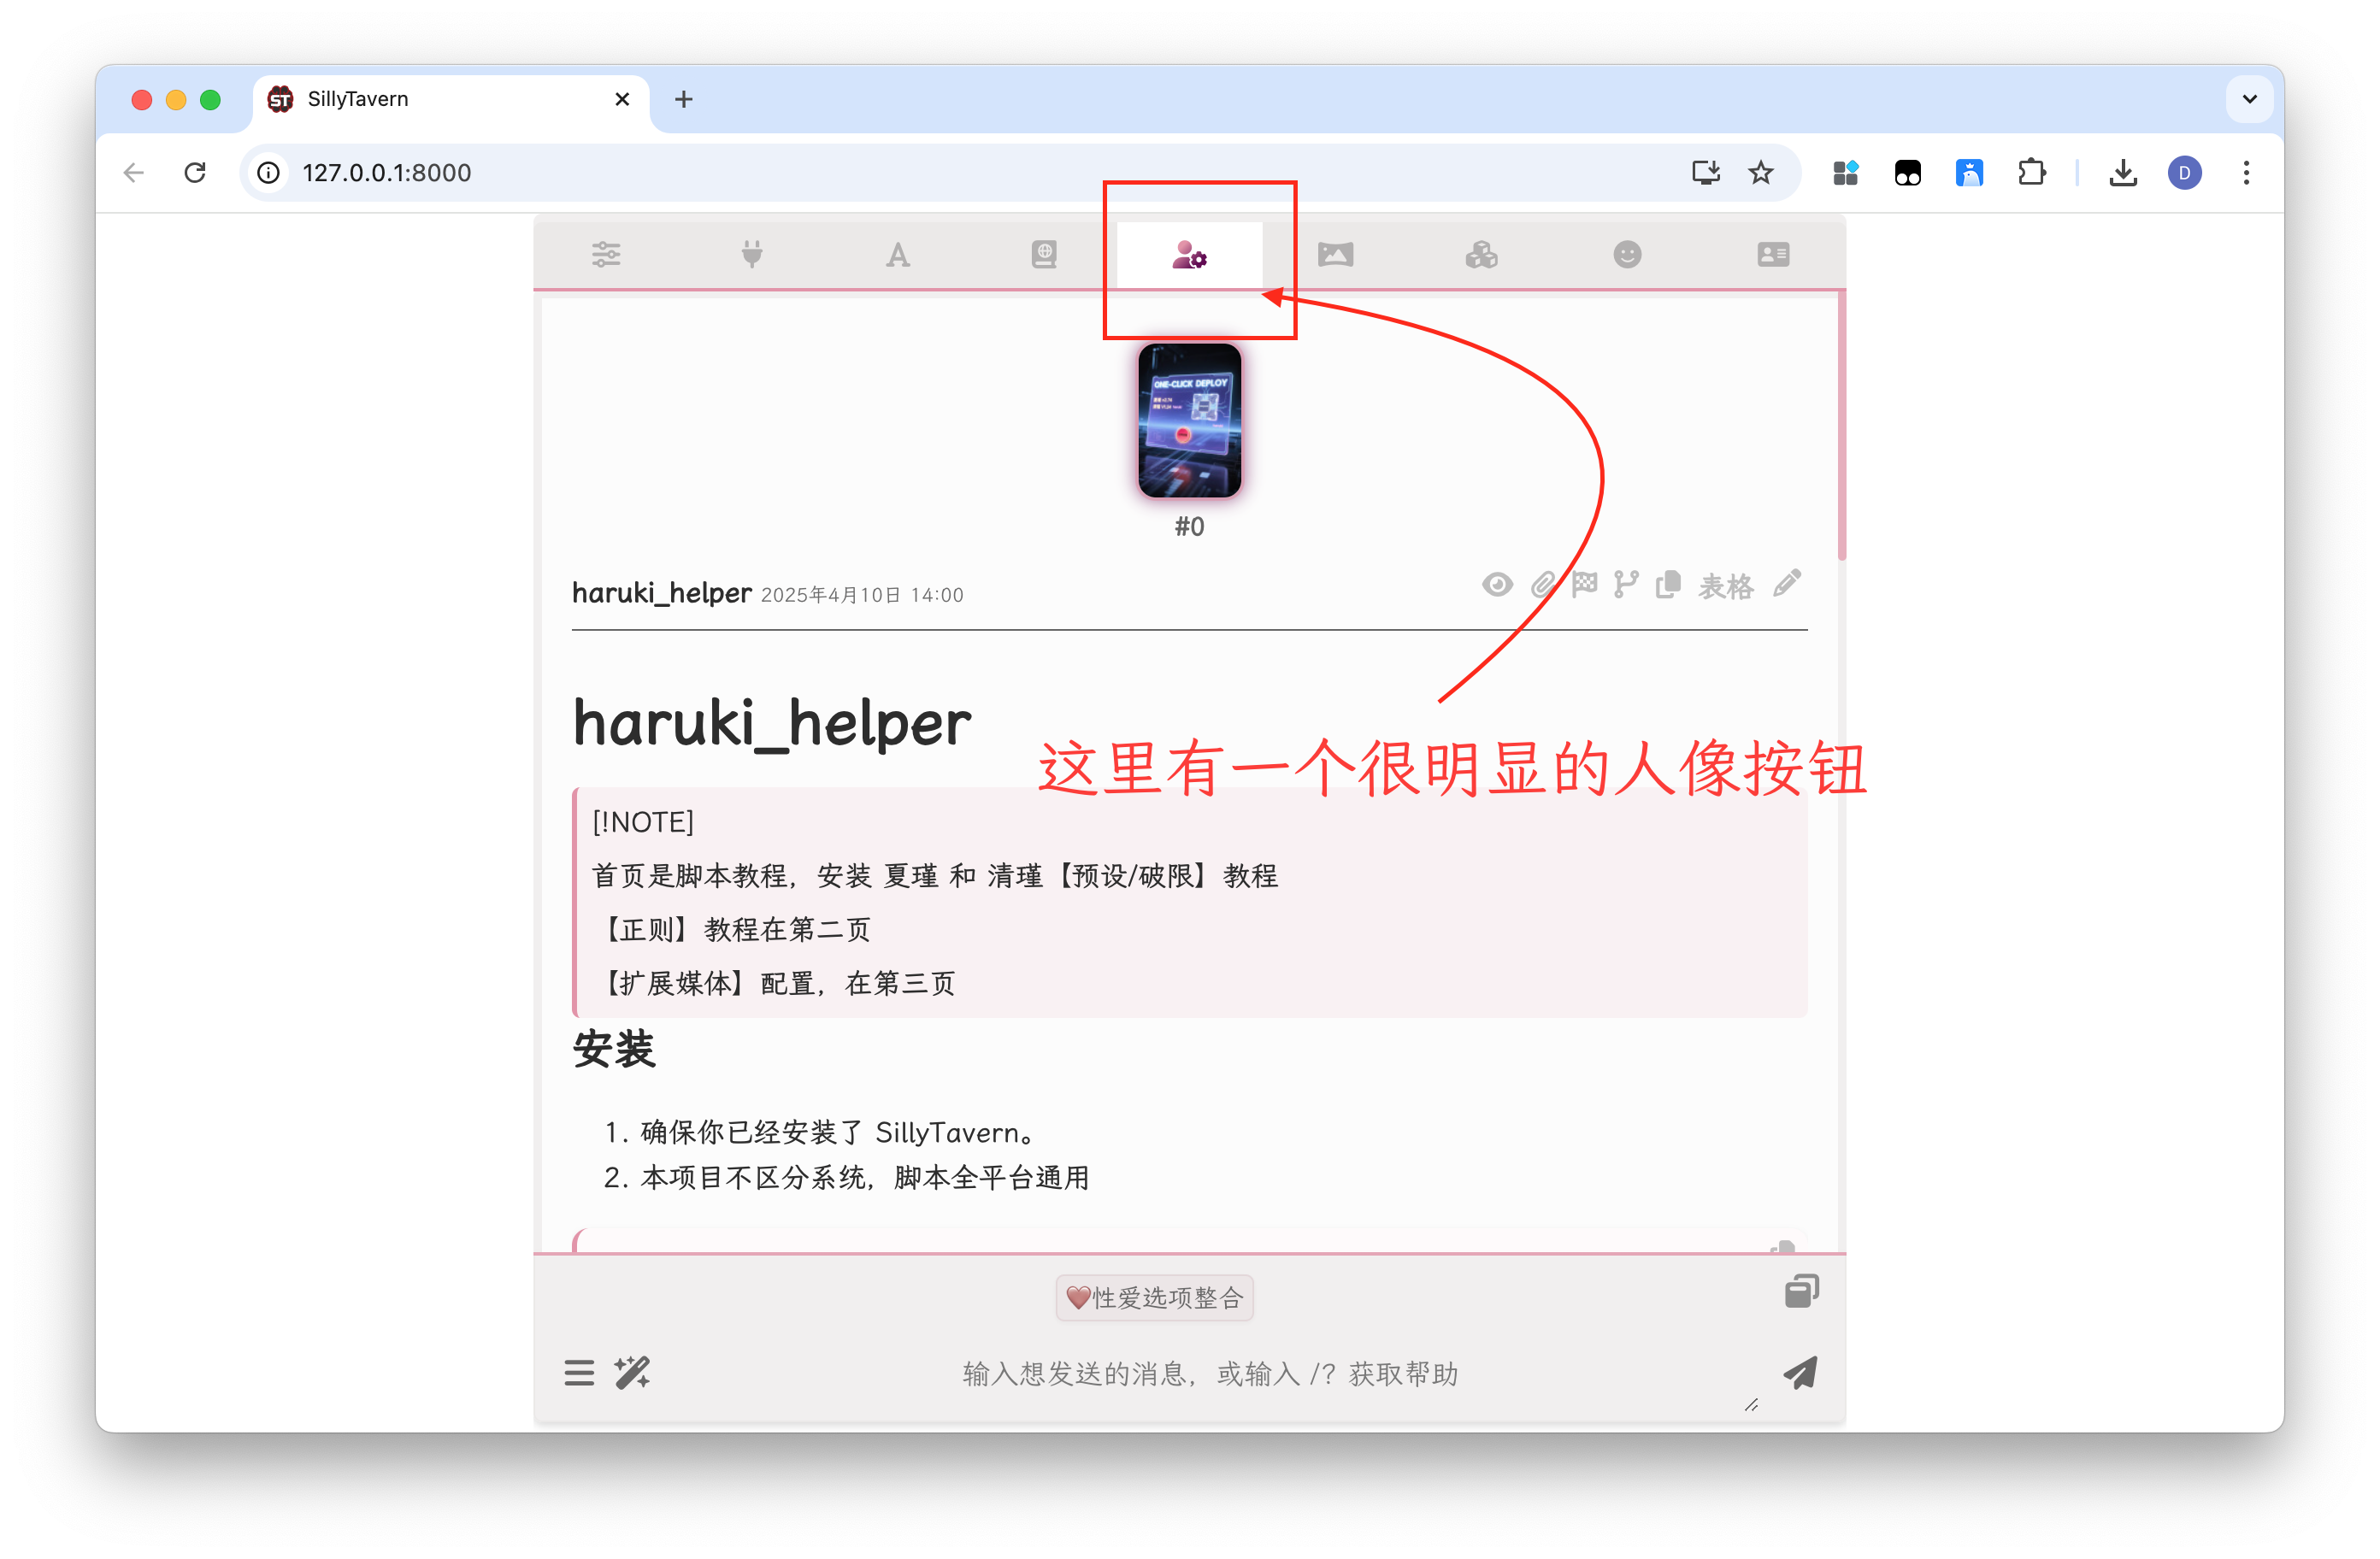 SillyTavern
127.0.0.1:8000
D
ONE-CLICK DEPLOY
#0
haruki_helper 2025年4月10日 14:00
表格
haruki_helper
这里有一个很明显的人像按钮
[!NOTE]
首页是脚本教程，安装 夏瑾 和 清瑾【预设/破限】教程
【正则】教程在第二页
【扩展媒体】配置，在第三页
安装
1. 确保你已经安装了 SillyTavern。
2. 本项目不区分系统，脚本全平台通用
❤️性爱选项整合
输入想发送的消息，或输入 /? 获取帮助